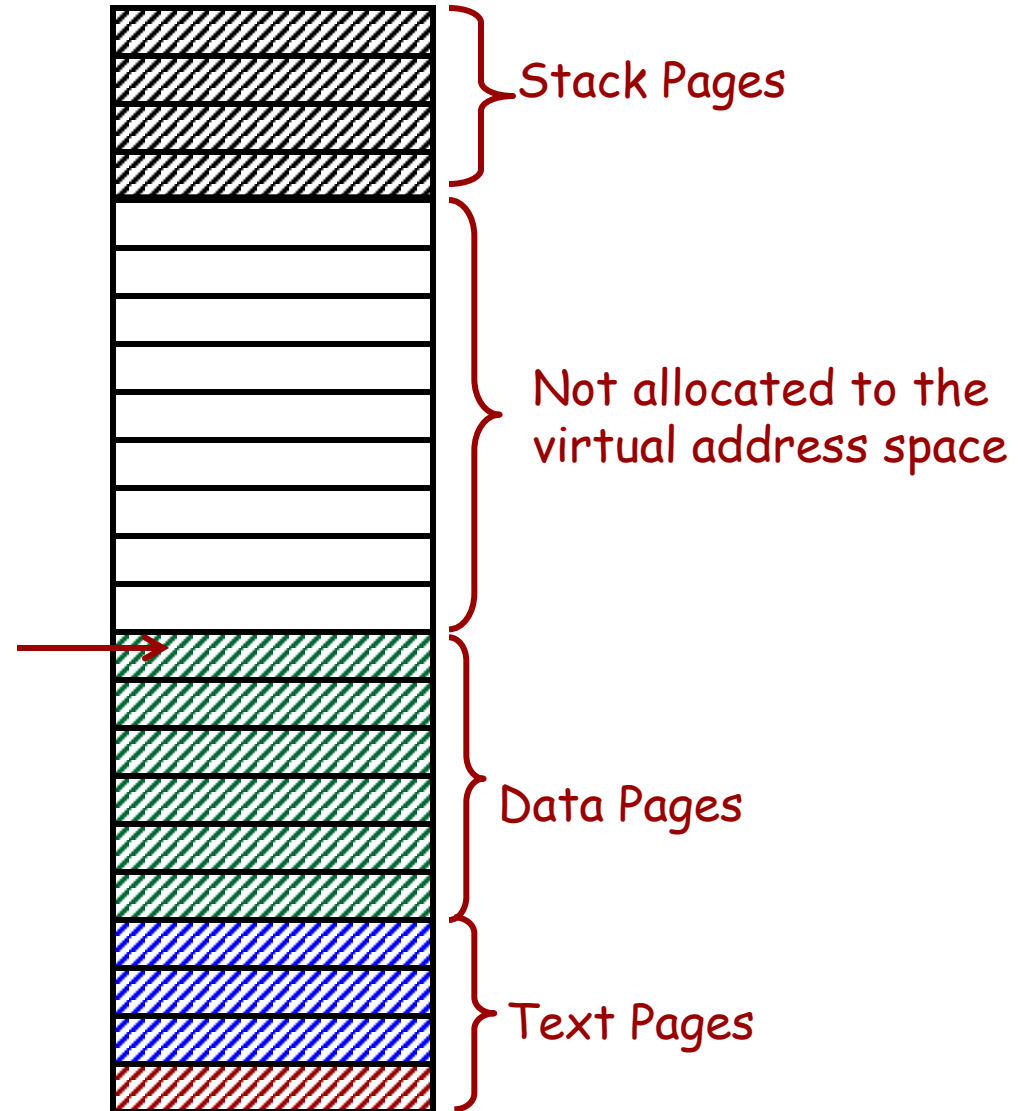 Stack Pages
Not allocated to the
virtual address space
Data Pages
Text Pages